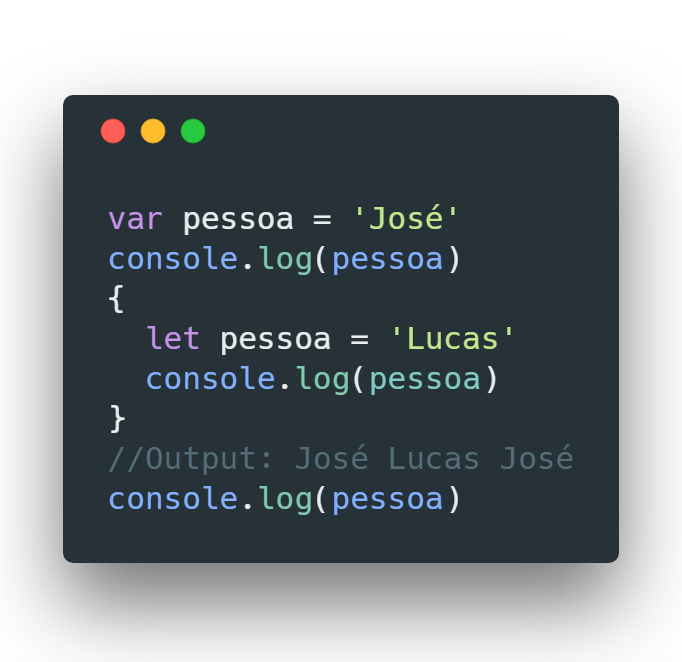 var pessoa = 'José'
console.log(pessoa)
{
  let pessoa = 'Lucas'
  console.log(pessoa)
}
//Output: José Lucas José
console.log(pessoa)